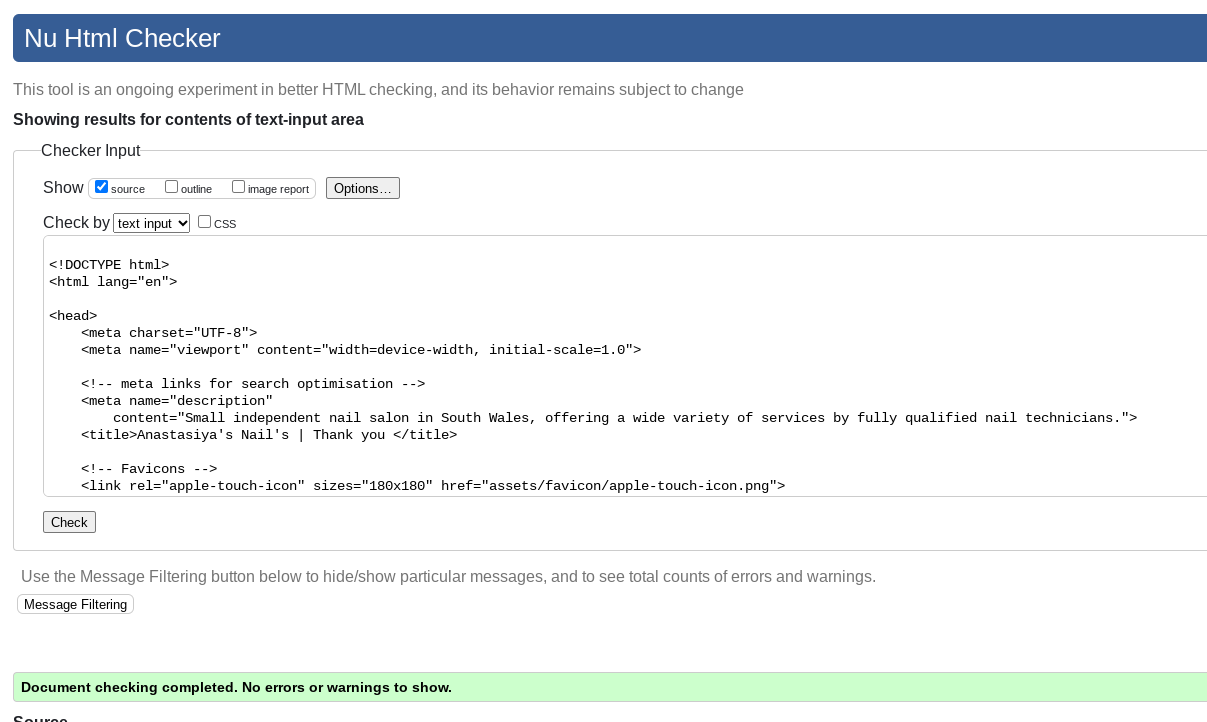 Nu Html Checker
This tool is an ongoing experiment in better HTML checking, and its behavior remains subject to change
Showing results for contents of text-input area
Checker Input
Show source outline image report Options…
Check by text input CSS
<!DOCTYPE html>
<html lang="en">
<head>
    <meta charset="UTF-8">
    <meta name="viewport" content="width=device-width, initial-scale=1.0">
    <!-- meta links for search optimisation -->
    <meta name="description"
        content="Small independent nail salon in South Wales, offering a wide variety of services by fully qualified nail technicians.">
    <title>Anastasiya's Nail's | Thank you </title>
    <!-- Favicons -->
    <link rel="apple-touch-icon" sizes="180x180" href="assets/favicon/apple-touch-icon.png">
Check
Use the Message Filtering button below to hide/show particular messages, and to see total counts of errors and warnings.
Message Filtering
Document checking completed. No errors or warnings to show.
Source